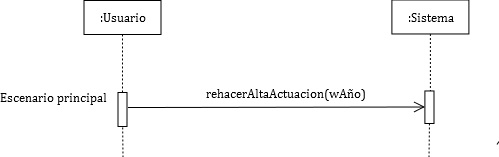 :Usuario
:Sistema
rehacerAltaActuacion(wAño)
Escenario principal